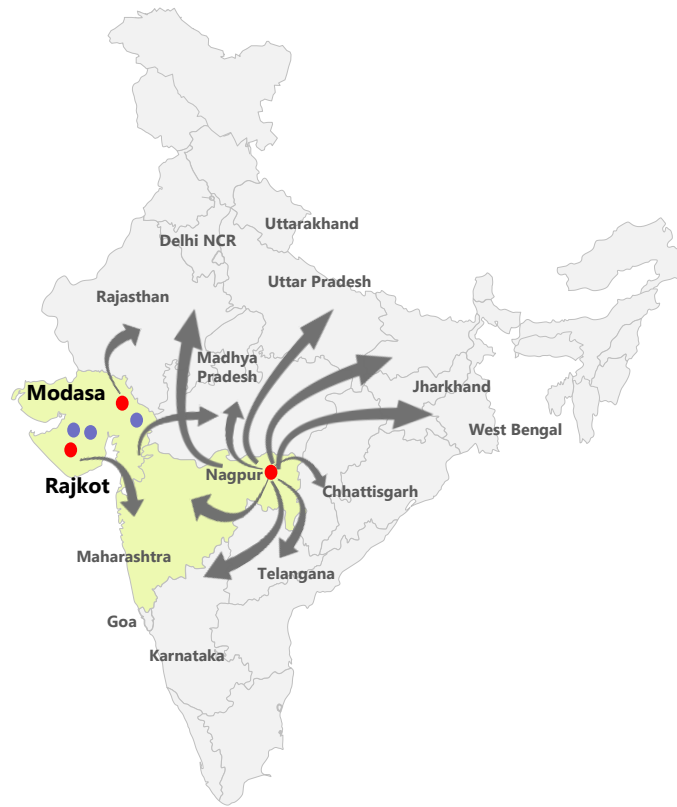 Uttarakhand
Delhi NCR
Uttar Pradesh
Rajasthan
Madhya
Pradesh
Modasa
Jharkhand
West Bengal
Nagpur
Rajkot
Chhattisgarh
Maharashtra
Telangana
Goa
Karnataka